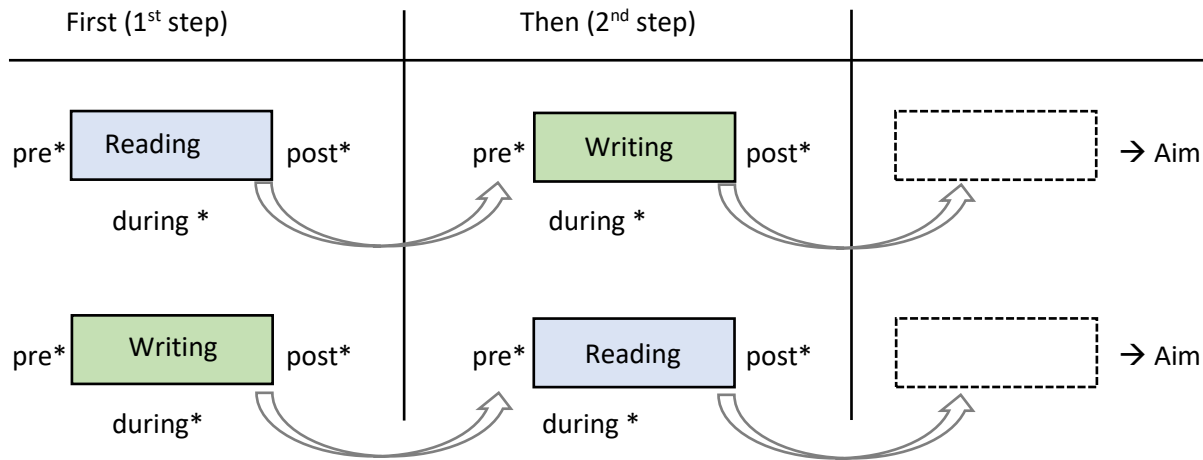 First (1st step) Then (2nd step)
pre* Reading post* pre* Writing post* → Aim
during * during *
pre* Writing post* pre* Reading post* → Aim
during* during *